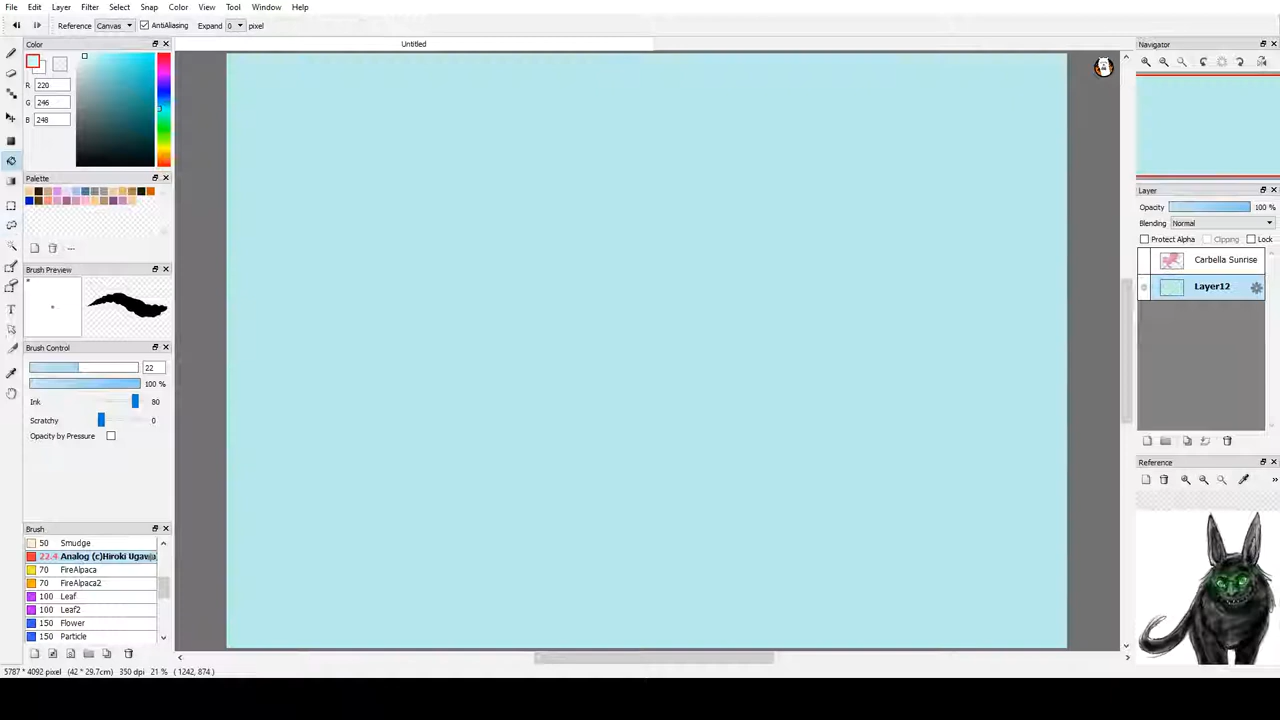 File Edit Layer Filter Brushes Select Snap Color View Tool Window Help
Reference Canvas AntiAliasing Expand 0 pixel
Untitled
Color
R 220
G 246
B 248
Palette
Brush Preview
Brush Control
22
100 %
Ink 80
Scratchy 0
Opacity by Pressure
Brush
50 Smudge
22.4 Analog (c)Hiroki Ugawa
70 FireAlpaca
70 FireAlpaca2
100 Leaf
100 Leaf2
150 Flower
150 Particle
5787 * 4092 pixel (42 * 29.7cm) 350 dpi 21 % ( 1242, 874 )
Navigator
Layer
Opacity 100 %
Blending Normal
Protect Alpha Clipping Lock
Carbella Sunrise
Layer12
Reference